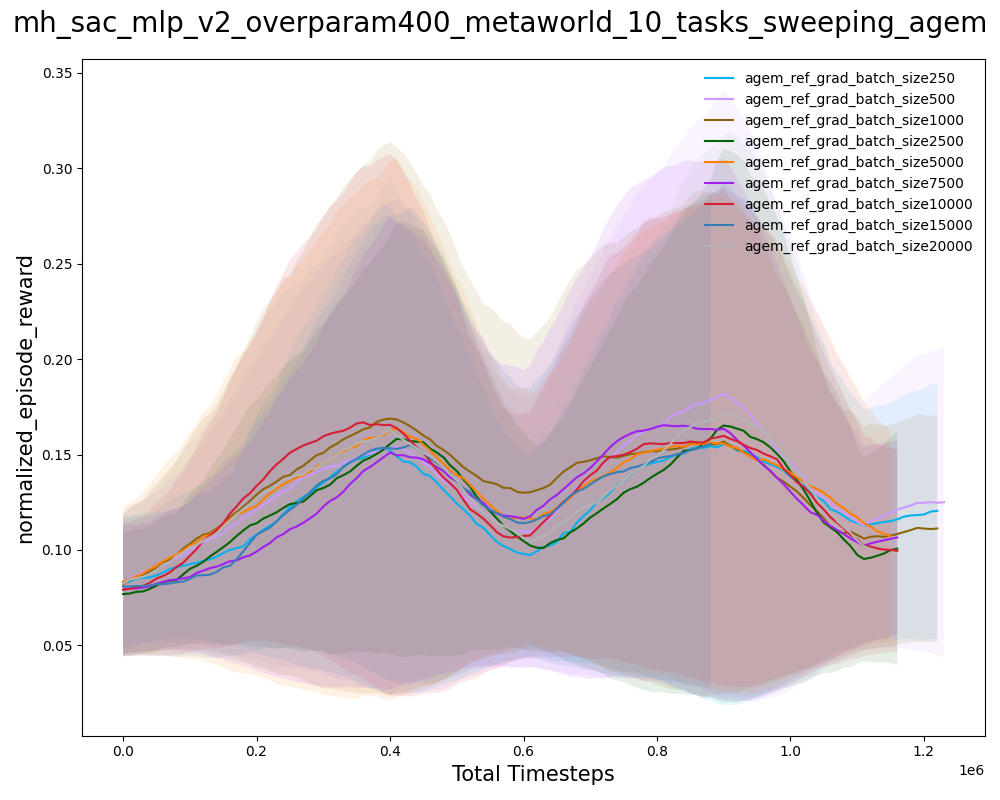 mh_sac_mlp_v2_overparam400_metaworld_10_tasks_sweeping_agem
0.35
0.30
0.25
0.20
0.15
0.10
0.05
normalized_episode_reward
agem_ref_grad_batch_size250
agem_ref_grad_batch_size500
agem_ref_grad_batch_size1000
agem_ref_grad_batch_size2500
agem_ref_grad_batch_size5000
agem_ref_grad_batch_size7500
agem_ref_grad_batch_size10000
agem_ref_grad_batch_size15000
agem_ref_grad_batch_size20000
0.0 0.2 0.4 0.6 0.8 1.0 1.2
1e6
Total Timesteps